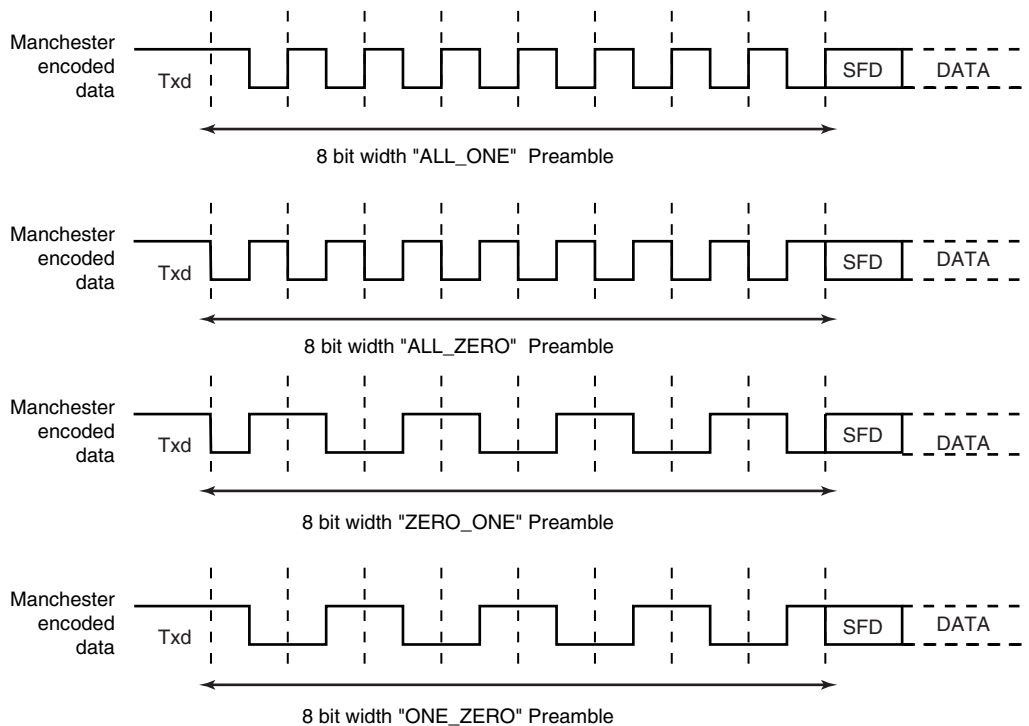 Manchester
encoded
data
Txd
SFD
DATA
8 bit width "ALL_ONE" Preamble
Manchester
encoded
data
Txd
SFD
DATA
8 bit width "ALL_ZERO" Preamble
Manchester
encoded
data
Txd
SFD
DATA
8 bit width "ZERO_ONE" Preamble
Manchester
encoded
data
Txd
SFD
DATA
8 bit width "ONE_ZERO" Preamble